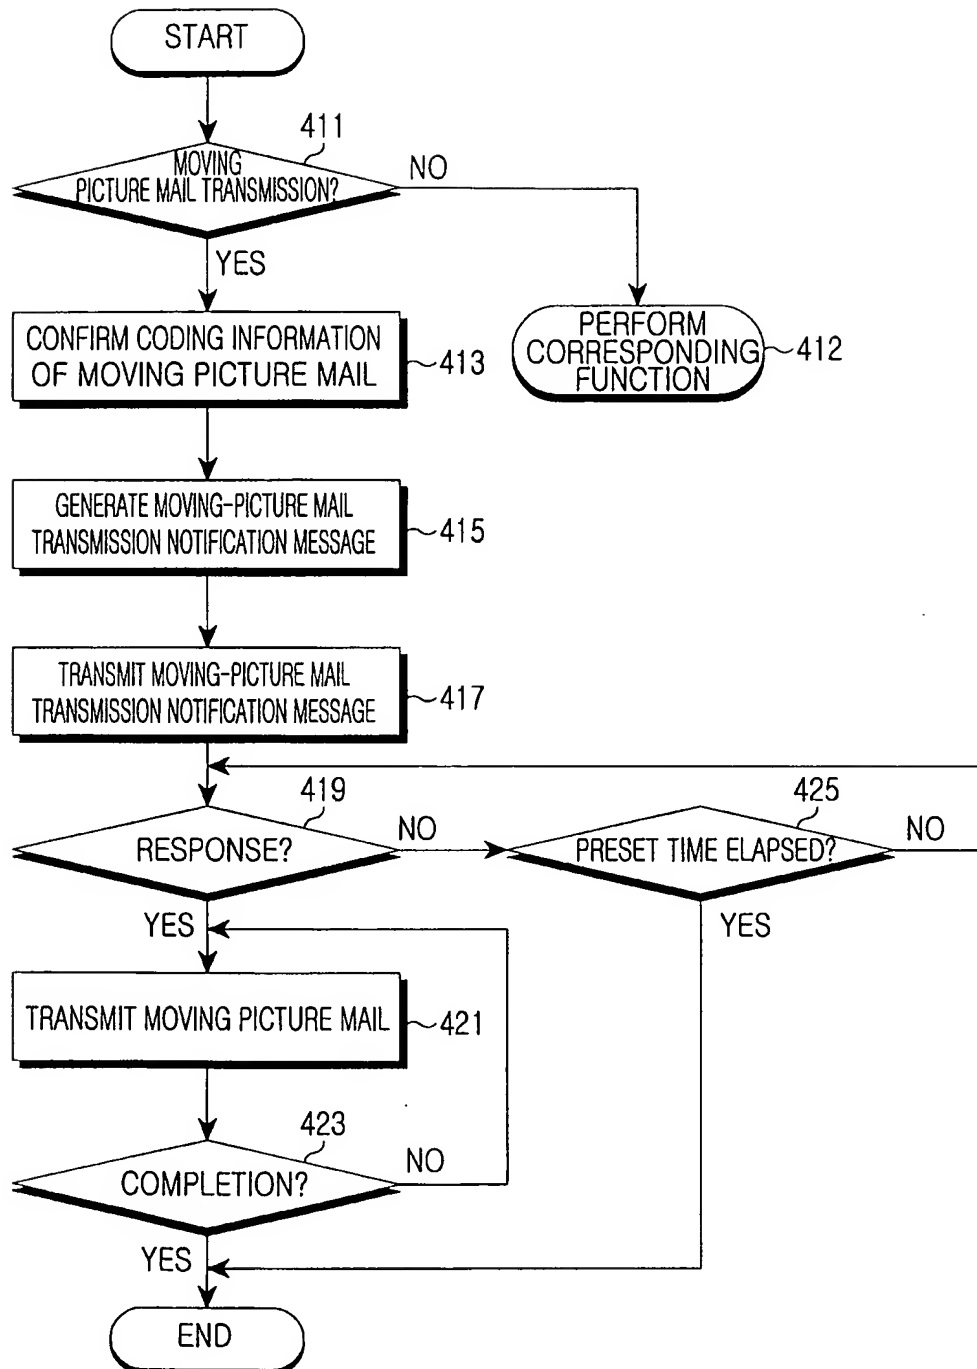 START
411
MOVING
PICTURE MAIL TRANSMISSION?
NO
YES
CONFIRM CODING INFORMATION
OF MOVING PICTURE MAIL
413
PERFORM
CORRESPONDING
FUNCTION
412
GENERATE MOVING-PICTURE MAIL
TRANSMISSION NOTIFICATION MESSAGE
415
TRANSMIT MOVING-PICTURE MAIL
TRANSMISSION NOTIFICATION MESSAGE
417
419
RESPONSE?
NO
425
PRESET TIME ELAPSED?
NO
YES
YES
TRANSMIT MOVING PICTURE MAIL
421
423
COMPLETION?
NO
YES
END